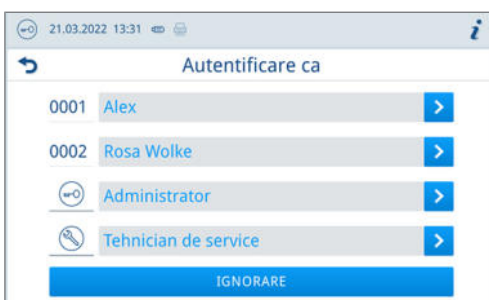 21.03.2022 13:31
i
Autentificare ca
0001 Alex
0002 Rosa Wolke
Administrator
Tehnician de service
IGNORARE